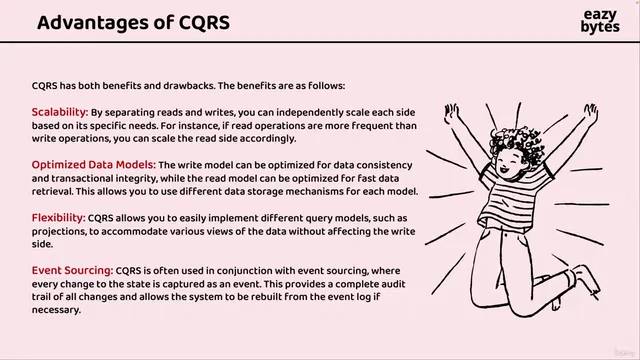 Advantages of CQRS
eazy
bytes
CQRS has both benefits and drawbacks. The benefits are as follows:
Scalability: By separating reads and writes, you can independently scale each side
based on its specific needs. For instance, if read operations are more frequent than
write operations, you can scale the read side accordingly.
Optimized Data Models: The write model can be optimized for data consistency
and transactional integrity, while the read model can be optimized for fast data
retrieval. This allows you to use different data storage mechanisms for each model.
Flexibility: CQRS allows you to easily implement different query models, such as
projections, to accommodate various views of the data without affecting the write
side.
Event Sourcing: CQRS is often used in conjunction with event sourcing, where
every change to the state is captured as an event. This provides a complete audit
trail of all changes and allows the system to be rebuilt from the event log if
necessary.